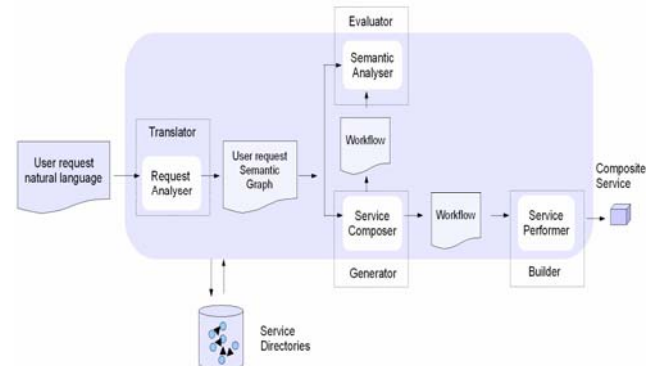 Evaluator
Semantic
Analyser
Translator
User request
natural language
Request
Analyser
User request
Semantic
Graph
Workflow
Service
Composer
Generator
Workflow
Service
Performer
Builder
Composite
Service
Service
Directories